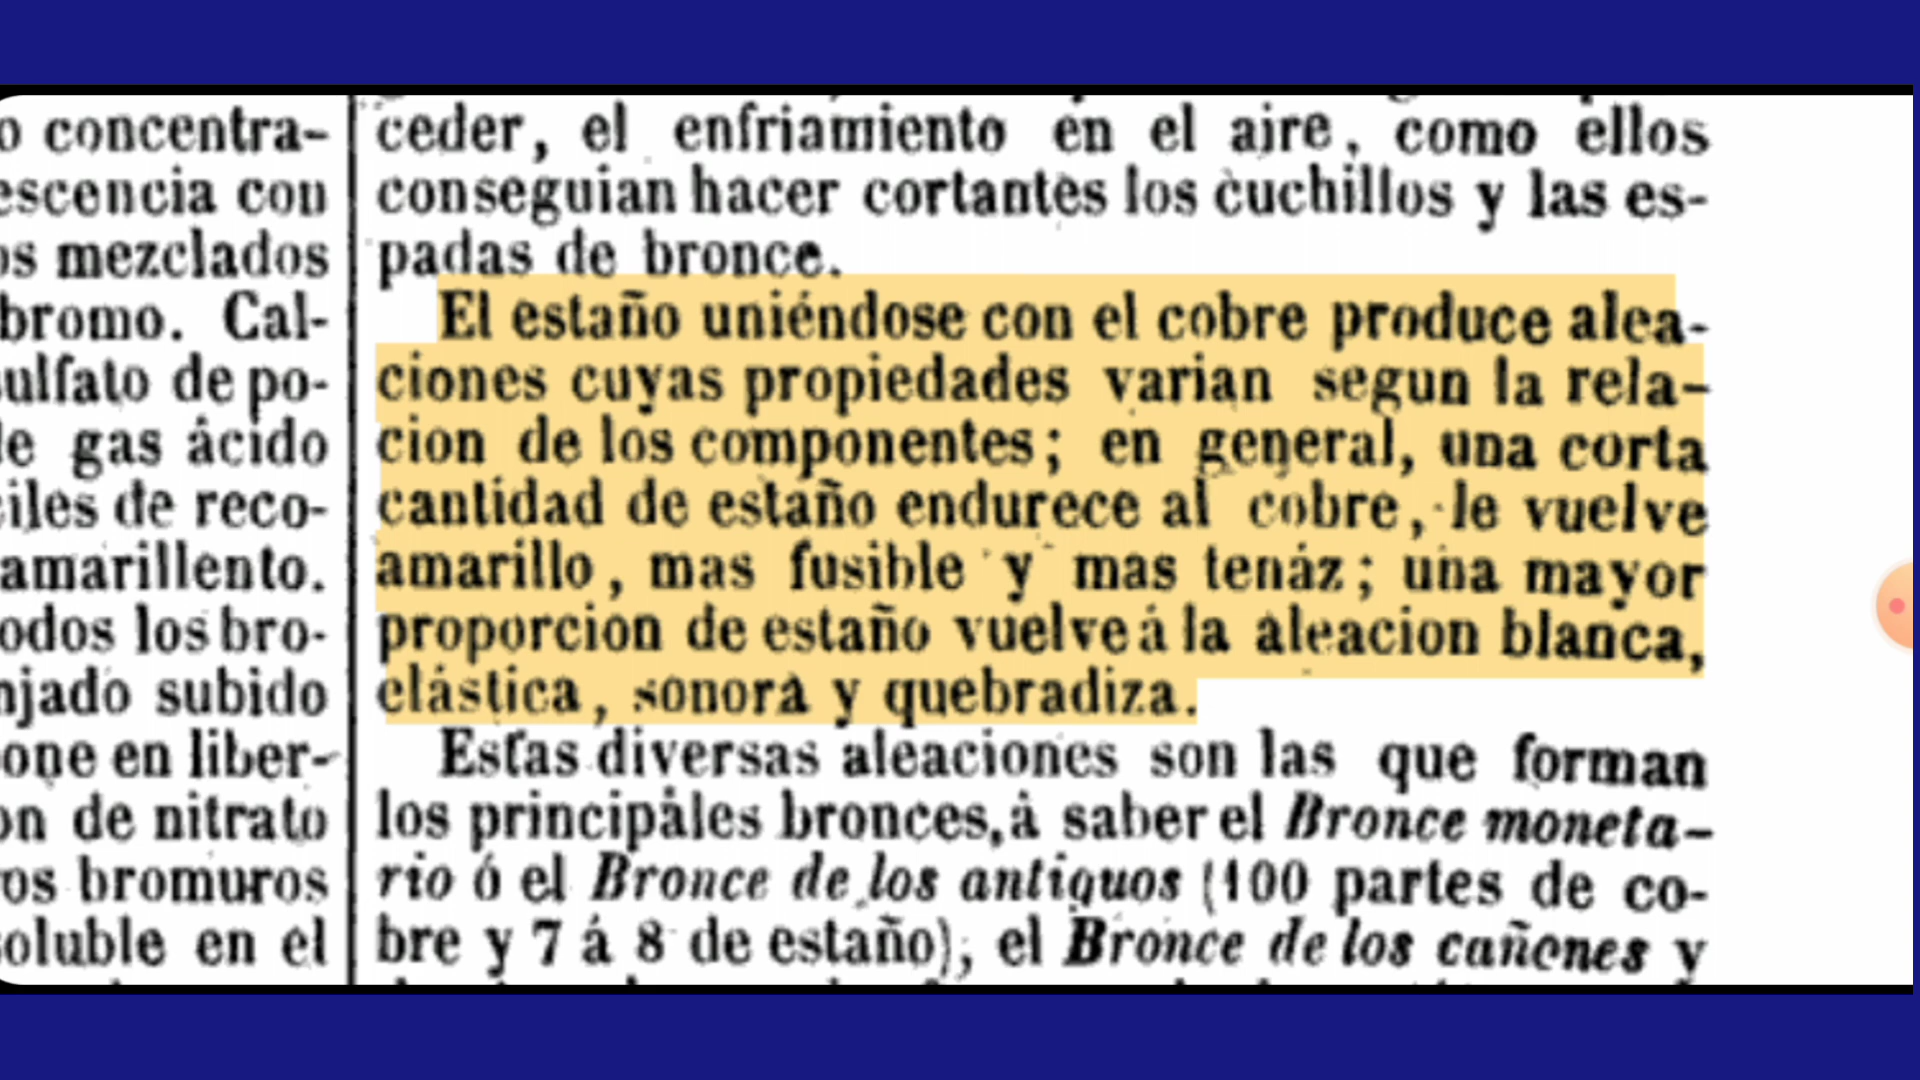 o concentra-
escencia con
os mezclados
bromo. Cal-
sulfato de po-
de gas ácido
ciles de reco-
amarillento.
odos los bro-
njado subido
pone en liber-
on de nitrato
ros bromuros
soluble en el
ceder, el enfriamiento en el aire, como ellos
conseguian hacer cortantes los cuchillos y las es-
padas de bronce.
El estaño uniéndose con el cobre produce alea-
ciones cuyas propiedades varian segun la rela-
cion de los componentes; en general, una corta
cantidad de estaño endurece al cobre, le vuelve
amarillo, mas fusible y mas tenáz; una mayor
proporcion de estaño vuelve á la aleacion blanca,
elástica, sonora y quebradiza.
Estas diversas aleaciones son las que forman
los principales bronces, á saber el Bronce moneta-
rio ó el Bronce de los antiguos (100 partes de co-
bre y 7 á 8 de estaño), el Bronce de los cañones y